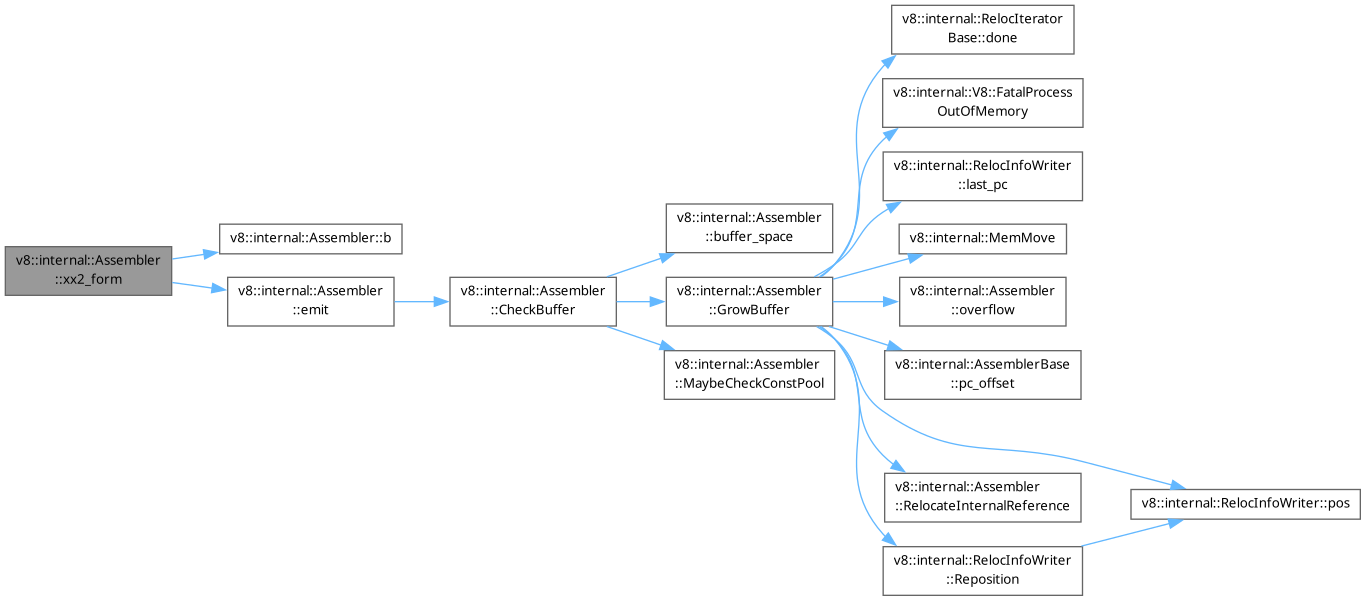 v8::internal::Assembler
::xx2_form
v8::internal::Assembler::b
v8::internal::Assembler
::emit
v8::internal::Assembler
::CheckBuffer
v8::internal::Assembler
::buffer_space
v8::internal::Assembler
::GrowBuffer
v8::internal::Assembler
::MaybeCheckConstPool
v8::internal::RelocIterator
Base::done
v8::internal::V8::FatalProcess
OutOfMemory
v8::internal::RelocInfoWriter
::last_pc
v8::internal::MemMove
v8::internal::Assembler
::overflow
v8::internal::AssemblerBase
::pc_offset
v8::internal::Assembler
::RelocateInternalReference
v8::internal::RelocInfoWriter
::Reposition
v8::internal::RelocInfoWriter::pos